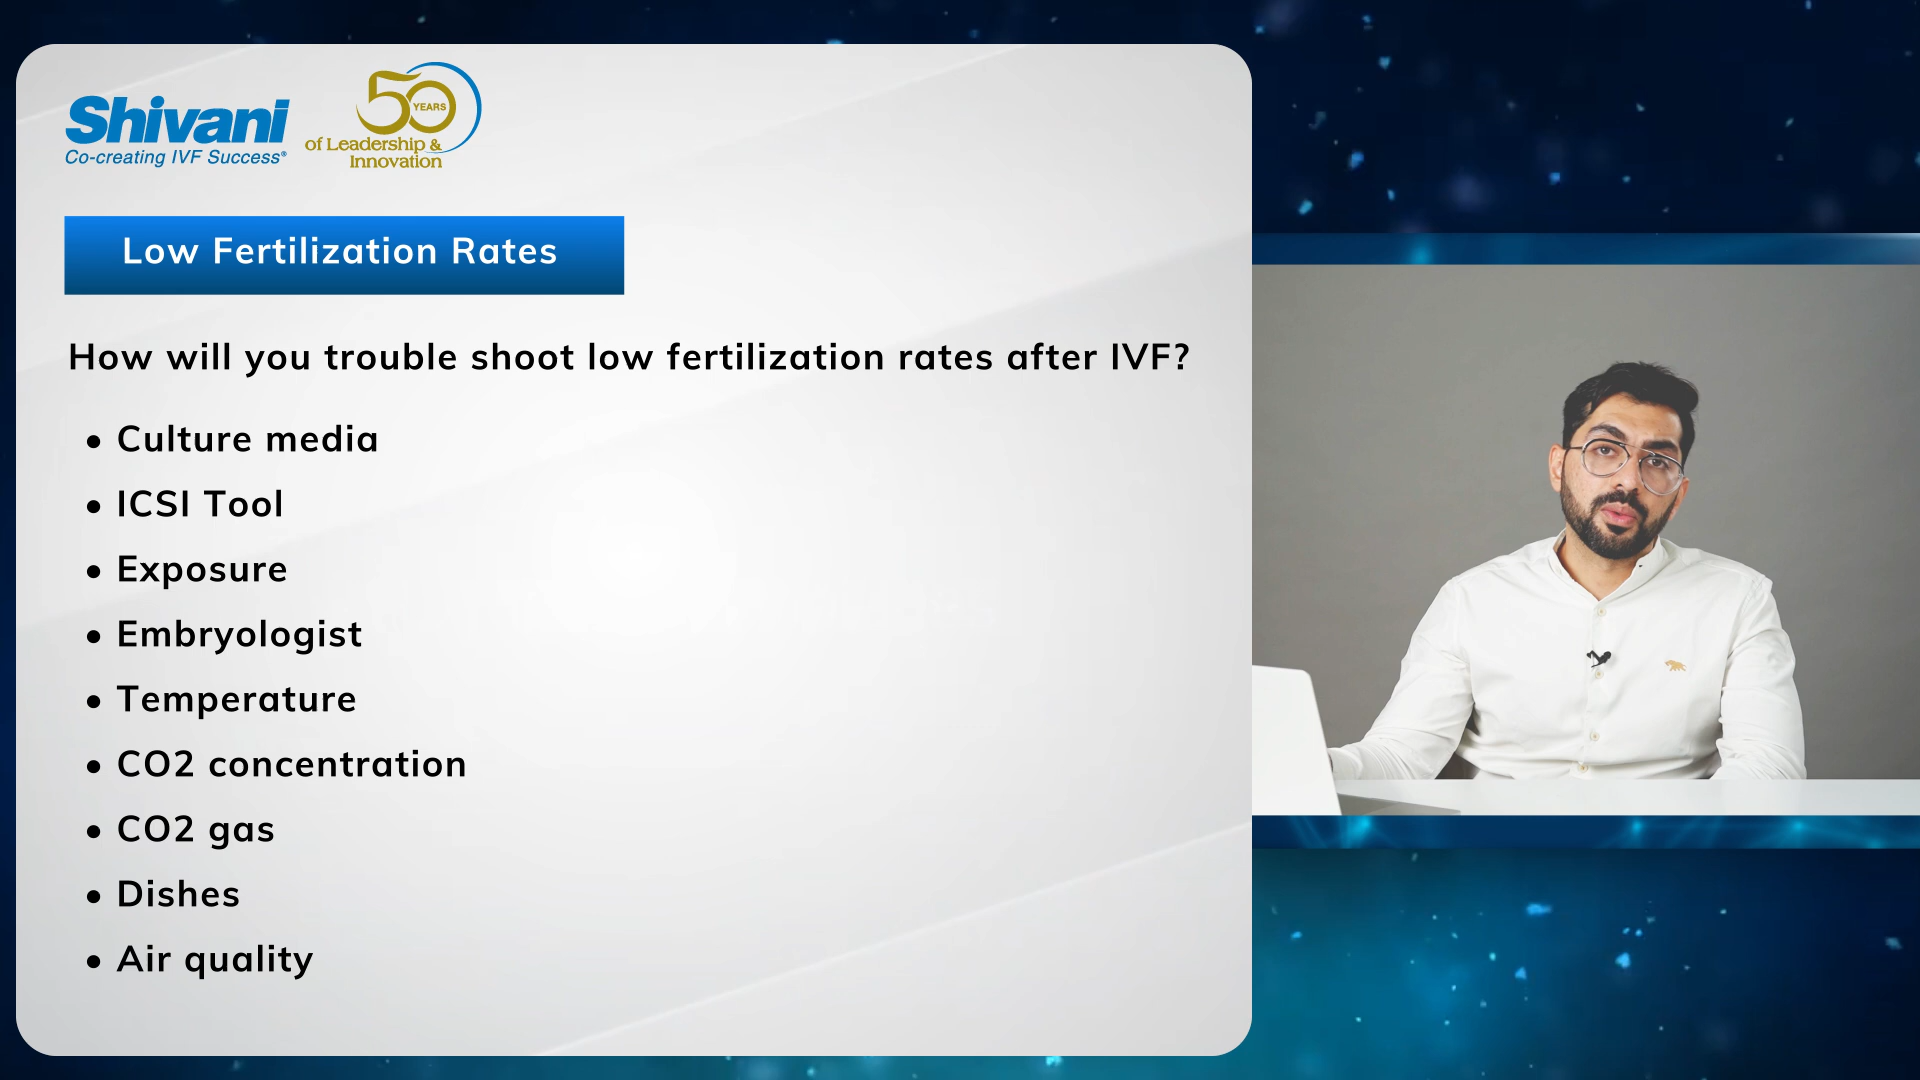 Shivani
Co-creating IVF Success®
50
YEARS
of Leadership &
Innovation
Low Fertilization Rates
How will you trouble shoot low fertilization rates after IVF?
• Culture media
• ICSI Tool
• Exposure
• Embryologist
• Temperature
• CO2 concentration
• CO2 gas
• Dishes
• Air quality